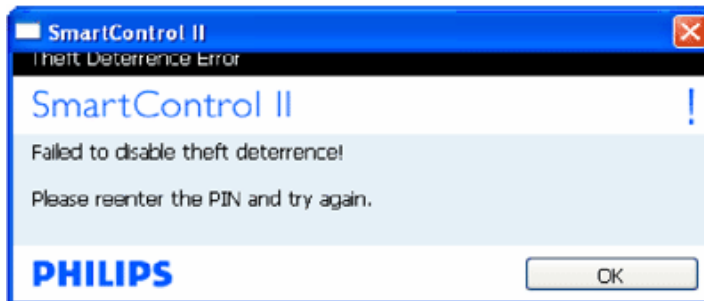 SmartControl II
Theft Deterrence Error
SmartControl II
!
Failed to disable theft deterrence!
Please reenter the PIN and try again.
PHILIPS
OK